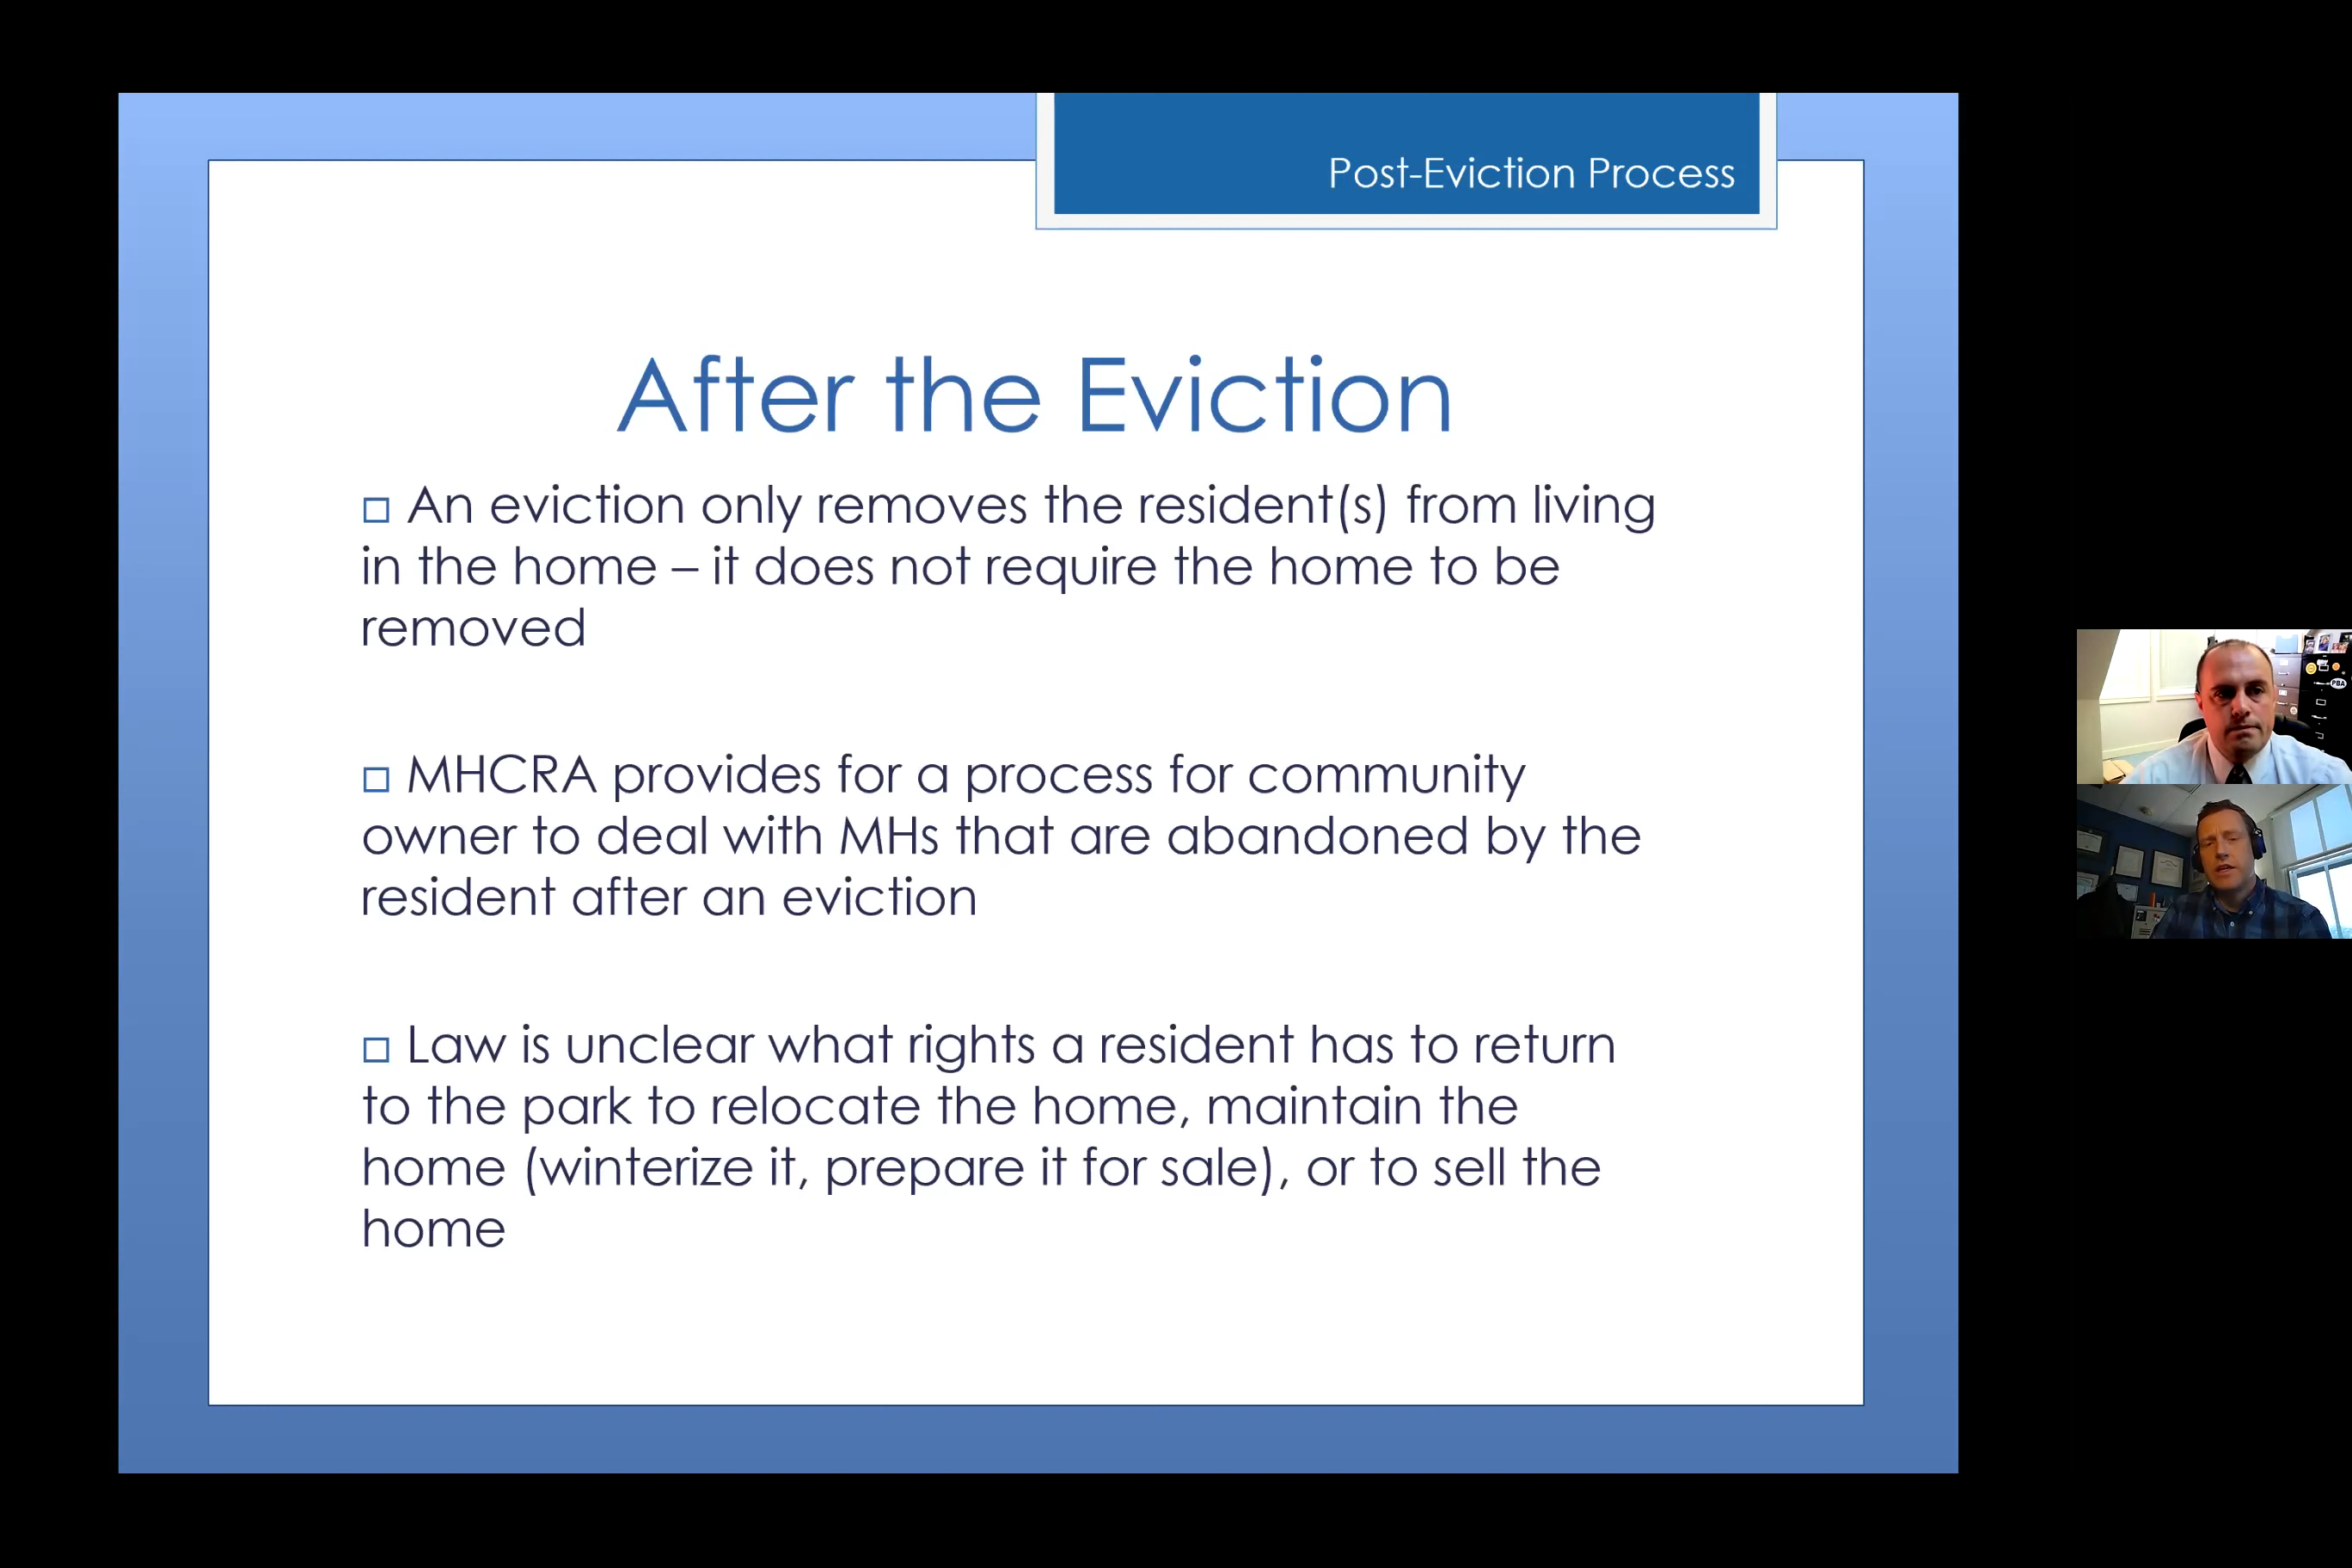 Post-Eviction Process
After the Eviction
An eviction only removes the resident(s) from living
in the home – it does not require the home to be
removed
MHCRA provides for a process for community
owner to deal with MHs that are abandoned by the
resident after an eviction
Law is unclear what rights a resident has to return
to the park to relocate the home, maintain the
home (winterize it, prepare it for sale), or to sell the
home
PBA